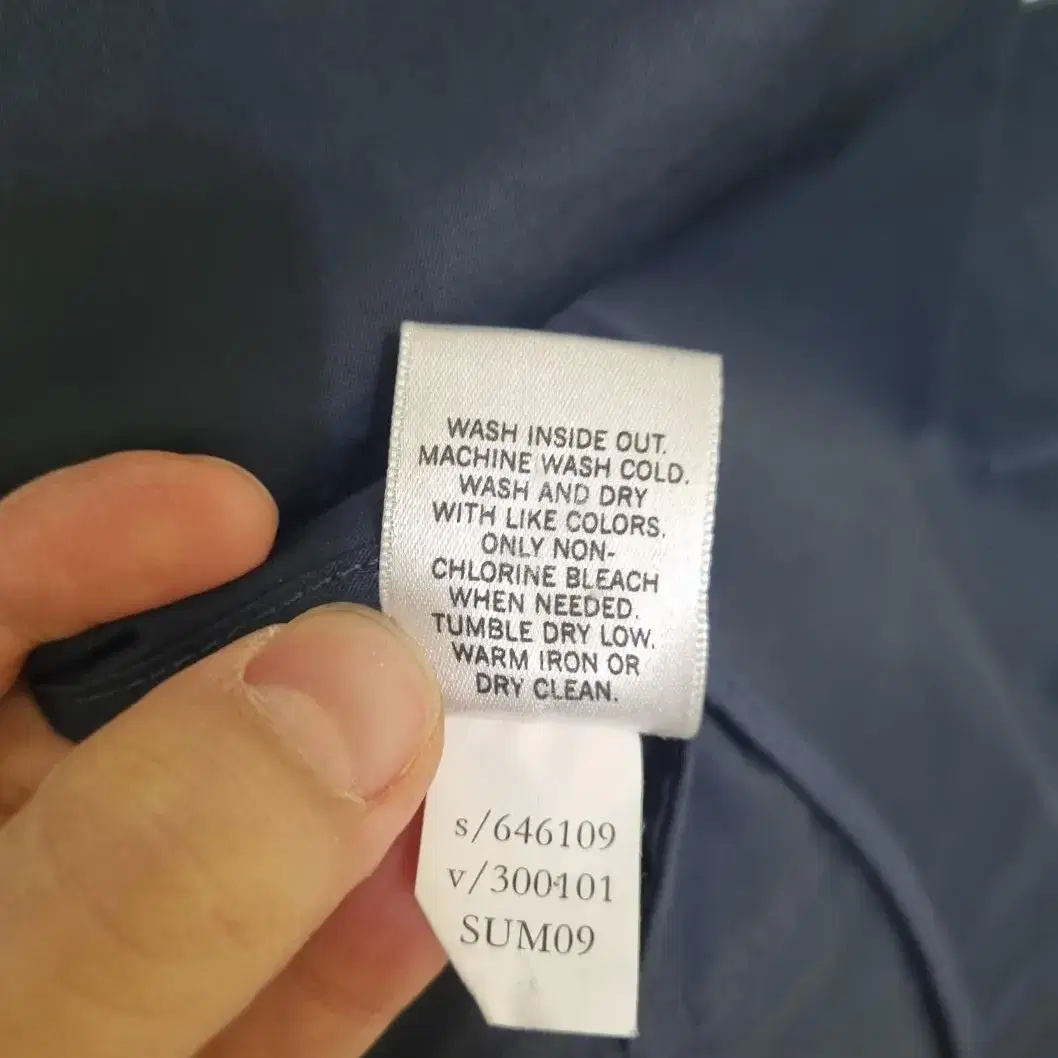 WASH INSIDE OUT.
MACHINE WASH COLD.
WASH AND DRY
WITH LIKE COLORS.
ONLY NON-
CHLORINE BLEACH
WHEN NEEDED.
TUMBLE DRY LOW.
WARM IRON OR
DRY CLEAN.
s/646109
v/300101
SUM09